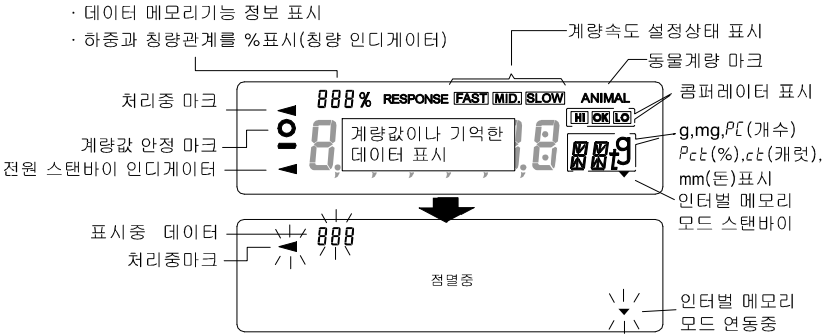 · 데이터 메모리기능 정보 표시
· 하중과 칭량관계를 %표시(칭량 인디게이터)
계량속도 설정상태 표시
동물계량 마크
처리중 마크
888% RESPONSE FAST MID. SLOW ANIMAL
콤퍼레이터 표시
HI OK LO
계량값 안정 마크
계량값이나 기억한
데이터 표시
g,mg,PC(개수)
Pct(%),ct(캐럿),
mm(돈)표시
전원 스탠바이 인디게이터
인터벌 메모리
모드 스탠바이
표시중 데이터
888
처리중마크
점멸중
인터벌 메모리
모드 연동중